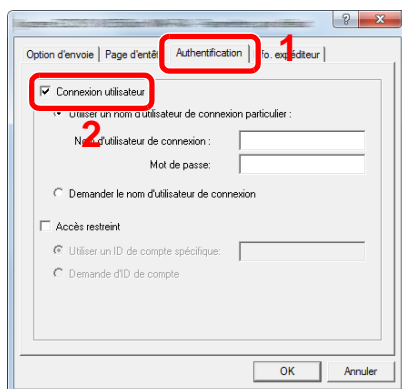 Option d'envoie Page d'entêt Authentification 1 fo. expéditeur
Connexion utilisateur
Utiliser un nom d'utilisateur de connexion particulier :
2
Nom d'utilisateur de connexion :
Mot de passe:
Demander le nom d'utilisateur de connexion
Accès restreint
Utiliser un ID de compte spécifique:
Demande d'ID de compte
OK Annuler